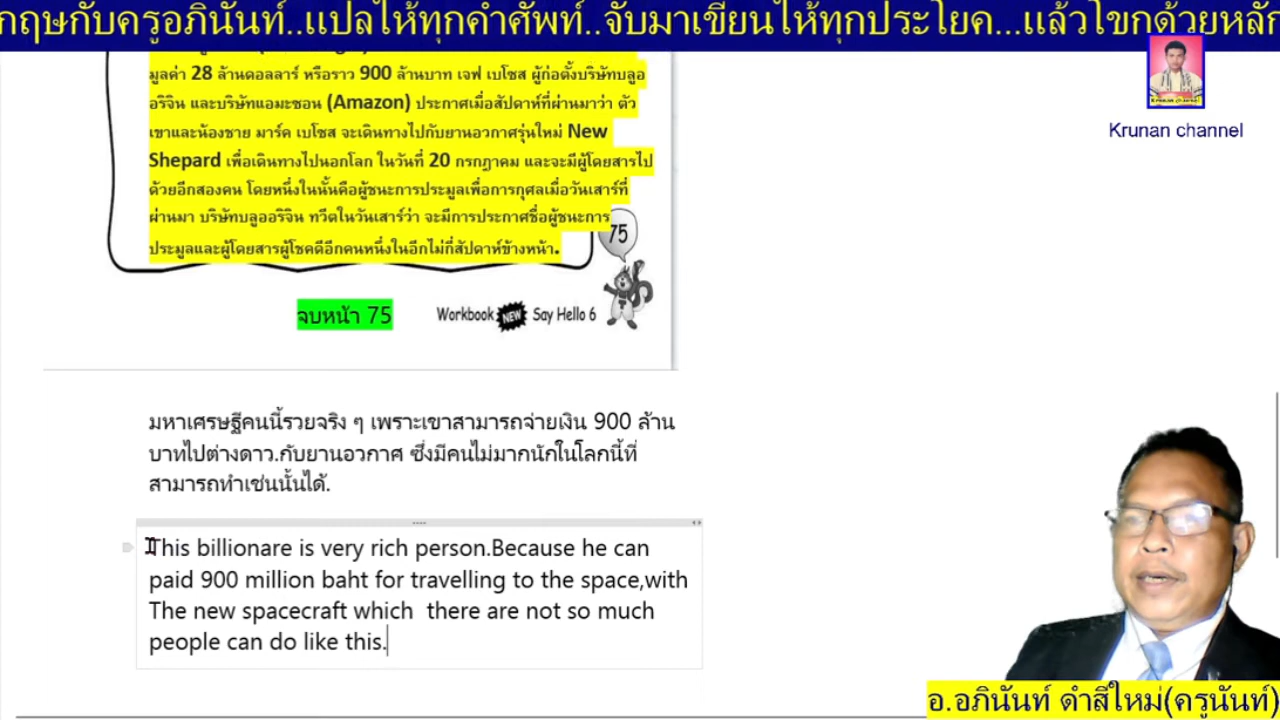 กฤษกับครูอภินันท์..แปลให้ทุกคำศัพท์..จับมาเขียนให้ทุกประโยค...แล้วโขกด้วยหลัก
Krunan channel
มูลค่า 28 ล้านดอลลาร์ หรือราว 900 ล้านบาท เจฟ เบโซส ผู้ก่อตั้งบริษัทบลูอ
อริจิน และบริษัทแอมะซอน (Amazon) ประกาศเมื่อสัปดาห์ที่ผ่านมาว่า ตัว
เขาและน้องชาย มาร์ค เบโซส จะเดินทางไปกับยานอวกาศรุ่นใหม่ New
Shepard เพื่อเดินทางไปนอกโลก ในวันที่ 20 กรกฎาคม และจะมีผู้โดยสารไป
ด้วยอีกสองคน โดยหนึ่งในนั้นคือผู้ชนะการประมูลเพื่อการกุศลเมื่อวันเสาร์ที่
ผ่านมา บริษัทบลูออริจิน ทวีตในวันเสาร์ว่า จะมีการประกาศชื่อผู้ชนะการ
ประมูลและผู้โดยสารผู้โชคดีอีกคนหนึ่งในอีกไม่กี่สัปดาห์ข้างหน้า.
75
จบหน้า 75
Workbook NEW Say Hello 6
มหาเศรษฐีคนนี้รวยจริง ๆ เพราะเขาสามารถจ่ายเงิน 900 ล้าน
บาทไปต่างดาว.กับยานอวกาศ ซึ่งมีคนไม่มากนักในโลกนี้ที่
สามารถทำเช่นนั้นได้.
This billionare is very rich person.Because he can
paid 900 million baht for travelling to the space,with
The new spacecraft which  there are not so much
people can do like this.
อ.อภินันท์ ดำสีใหม่(ครูนันท์)